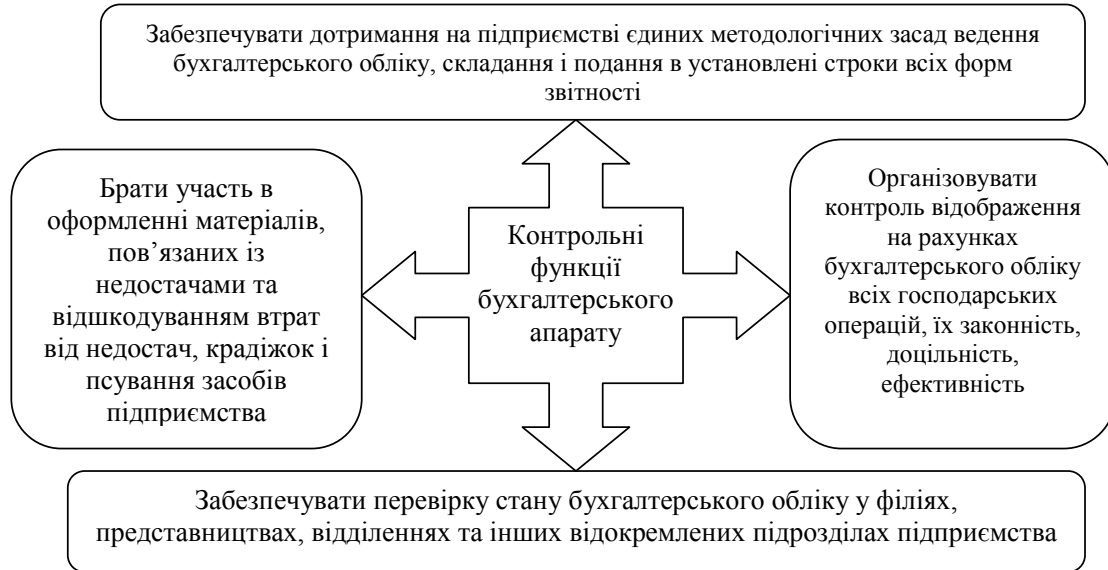 Забезпечувати дотримання на підприємстві єдиних методологічних засад ведення
бухгалтерського обліку, складання і подання в установлені строки всіх форм
звітності
Брати участь в
оформленні матеріалів,
пов’язаних із
недостачами та
відшкодуванням втрат
від недостач, крадіжок і
псування засобів
підприємства
Контрольні
функції
бухгалтерського
апарату
Організовувати
контроль відображення
на рахунках
бухгалтерського обліку
всіх господарських
операцій, їх законність,
доцільність,
ефективність
Забезпечувати перевірку стану бухгалтерського обліку у філіях,
представництвах, відділеннях та інших відокремлених підрозділах підприємства